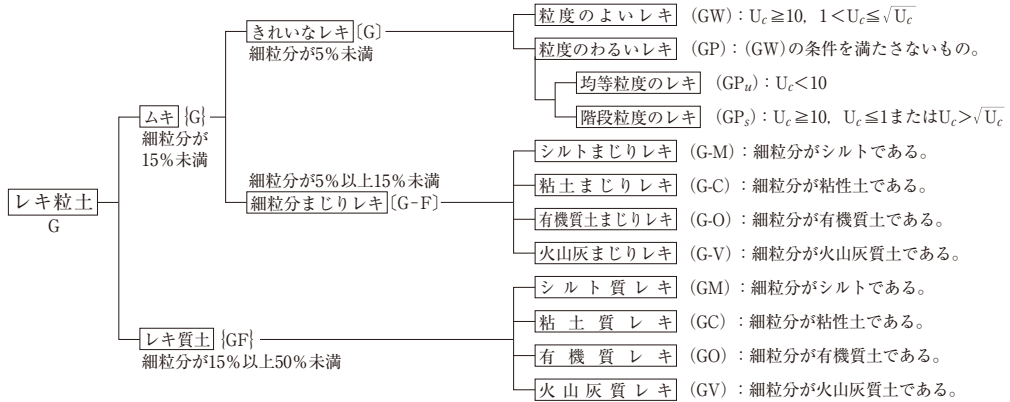 粒度のよいレキ (GW):Uc≧10, 1<Uc≦√Uc
きれいなレキ〔G〕
細粒分が5%未満
粒度のわるいレキ (GP):(GW)の条件を満たさないもの。
均等粒度のレキ (GPu):Uc<10
階段粒度のレキ (GPs):Uc≧10, Uc≦1またはUc>√Uc
ムキ {G}
細粒分が
15%未満
シルトまじりレキ (G-M):細粒分がシルトである。
細粒分が5%以上15%未満
細粒分まじりレキ〔G-F〕
粘土まじりレキ (G-C):細粒分が粘性土である。
有機質土まじりレキ (G-O):細粒分が有機質土である。
火山灰まじりレキ (G-V):細粒分が火山灰質土である。
レキ粒土
G
シルト質レキ (GM):細粒分がシルトである。
粘土質レキ (GC):細粒分が粘性土である。
レキ質土 {GF}
細粒分が15%以上50%未満
有機質レキ (GO):細粒分が有機質土である。
火山灰質レキ (GV):細粒分が火山灰質土である。